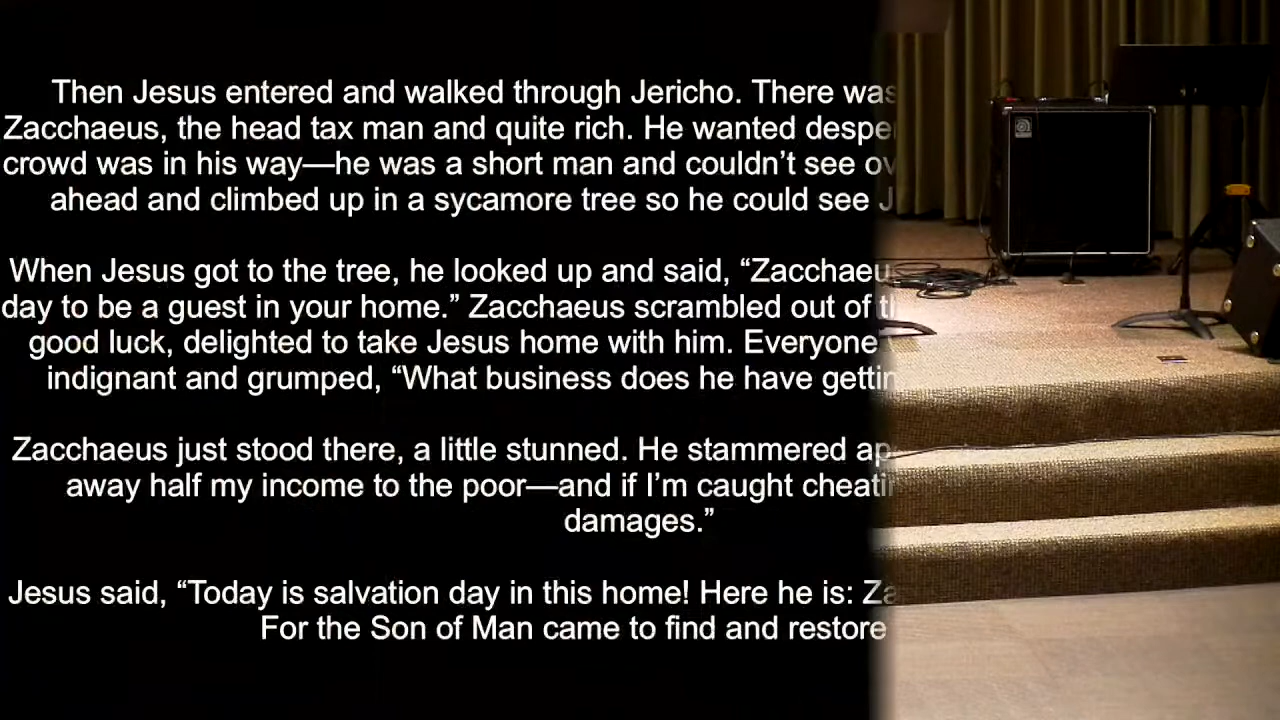 Then Jesus entered and walked through Jericho. There was
Zacchaeus, the head tax man and quite rich. He wanted
crowd was in his way—he was a short man and couldn’t see
ahead and climbed up in a sycamore tree so he could see
When Jesus got to the tree, he looked up and said, “
day to be a guest in your home.” Zacchaeus scrambled out of
good luck, delighted to take Jesus home with him. Everyone
indignant and grumped, “What business does he have
Zacchaeus just stood there, a little stunned. He stammered
away half my income to the poor—and if I’m caught
damages.”
Jesus said, “Today is salvation day in this home! Here he is:
For the Son of Man came to find and restore